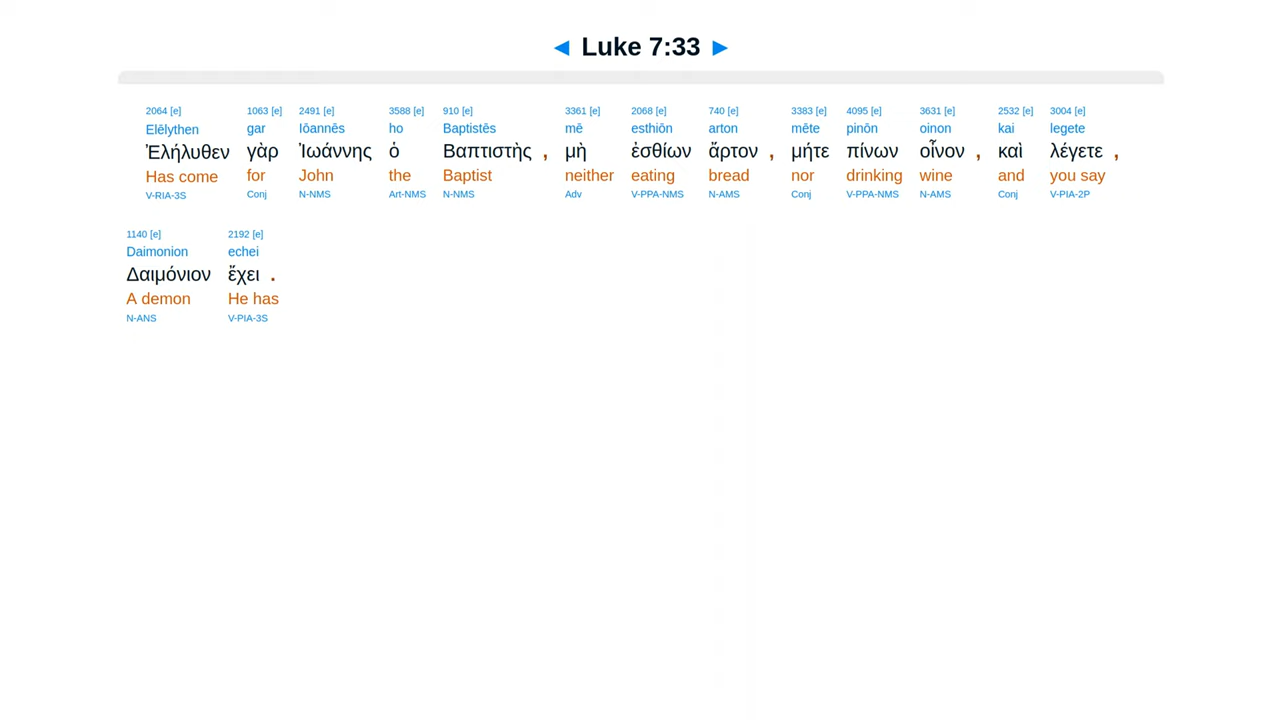 ◄ Luke 7:33 ►
2064 [e] 1063 [e] 2491 [e] 3588 [e] 910 [e] 3361 [e] 2068 [e] 740 [e] 3383 [e] 4095 [e] 3631 [e] 2532 [e] 3004 [e]
Elēlythen gar Iōannēs ho Baptistēs mē esthiōn arton mēte pinōn oinon kai legete
Ἐλήλυθεν γὰρ Ἰωάννης ὁ Βαπτιστὴς , μὴ ἐσθίων ἄρτον , μήτε πίνων οἶνον , καὶ λέγετε ,
Has come for John the Baptist neither eating bread nor drinking wine and you say
V-RIA-3S Conj N-NMS Art-NMS N-NMS Adv V-PPA-NMS N-AMS Conj V-PPA-NMS N-AMS Conj V-PIA-2P
1140 [e] 2192 [e]
Daimonion echei
Δαιμόνιον ἔχει .
A demon He has
N-ANS V-PIA-3S